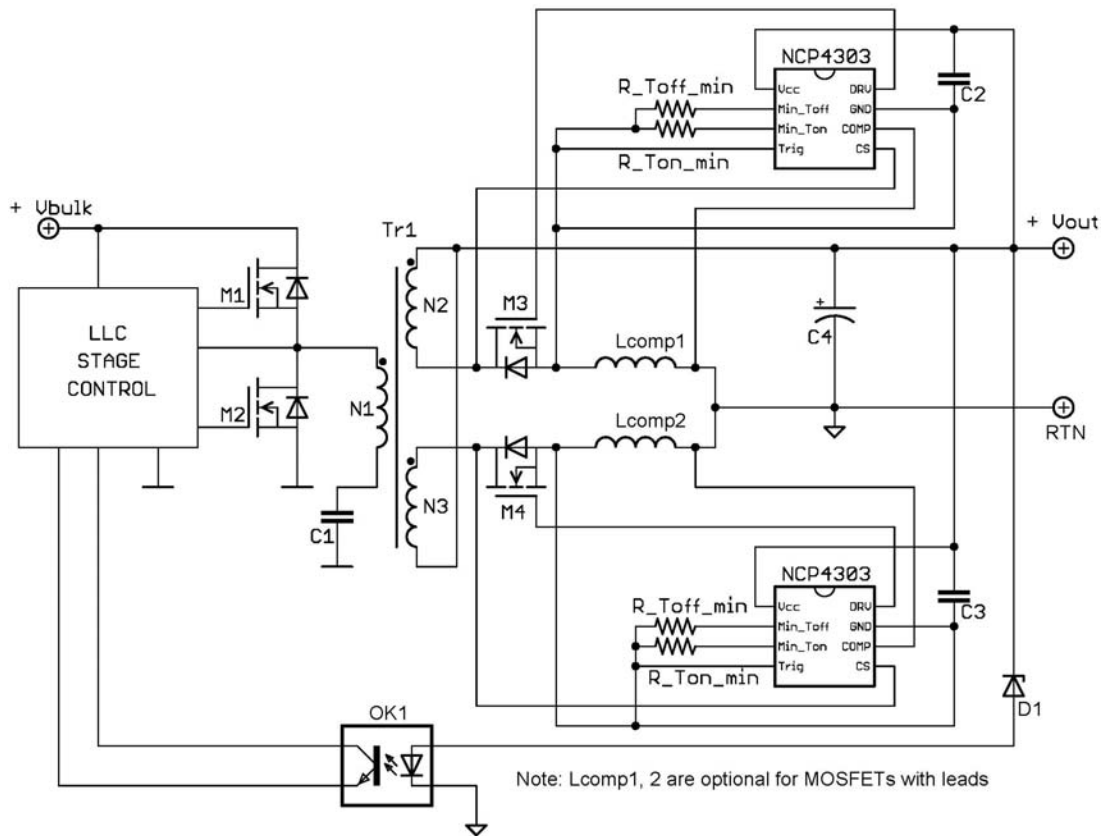 NCP4303
Vcc DRV
Min_Toff GND
Min_Ton COMP
Trig CS
R_Toff_min
R_Ton_min
C2
+ Vbulk
Tr1
+ Vout
M1
N2
M3
LLC
STAGE
CONTROL
Lcomp1
+
C4
M2
N1
Lcomp2
RTN
N3
M4
C1
NCP4303
Vcc DRV
Min_Toff GND
Min_Ton COMP
Trig CS
R_Toff_min
R_Ton_min
C3
D1
OK1
Note: Lcomp1, 2 are optional for MOSFETs with leads